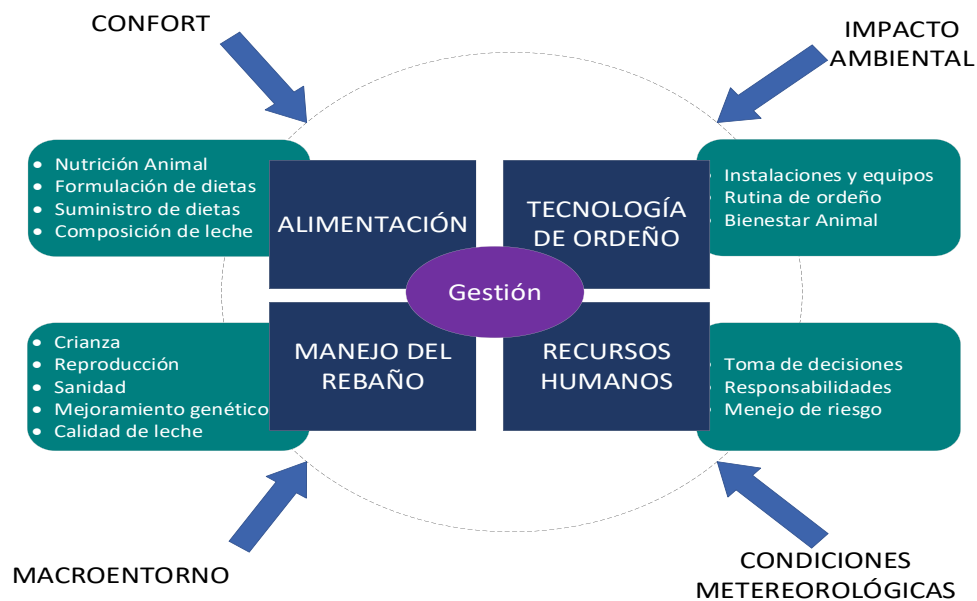 CONFORT
IMPACTO
AMBIENTAL
• Nutrición Animal
• Formulación de dietas
• Suministro de dietas
• Composición de leche
ALIMENTACIÓN
TECNOLOGÍA
DE ORDEÑO
• Instalaciones y equipos
• Rutina de ordeño
• Bienestar Animal
Gestión
• Crianza
• Reproducción
• Sanidad
• Mejoramiento genético
• Calidad de leche
MANEJO DEL
REBAÑO
RECURSOS
HUMANOS
• Toma de decisiones
• Responsabilidades
• Menejo de riesgo
MACROENTORNO
CONDICIONES
METEREOROLÓGICAS